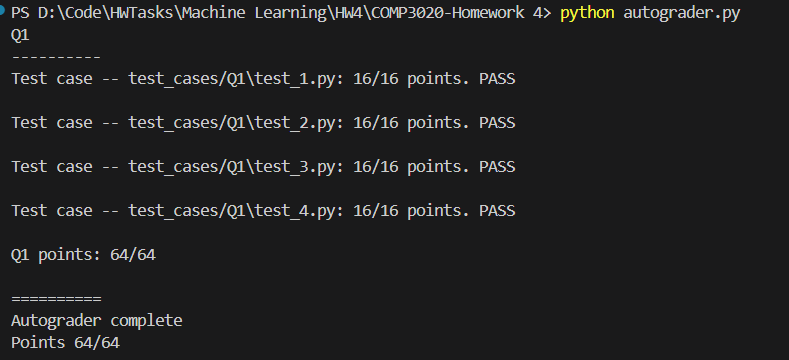 PS D:\Code\HWTasks\Machine Learning\HW4\COMP3020-Homework 4> python autograder.py
Q1
----------
Test case -- test_cases/Q1\test_1.py: 16/16 points. PASS
Test case -- test_cases/Q1\test_2.py: 16/16 points. PASS
Test case -- test_cases/Q1\test_3.py: 16/16 points. PASS
Test case -- test_cases/Q1\test_4.py: 16/16 points. PASS
Q1 points: 64/64
==========
Autograder complete
Points 64/64